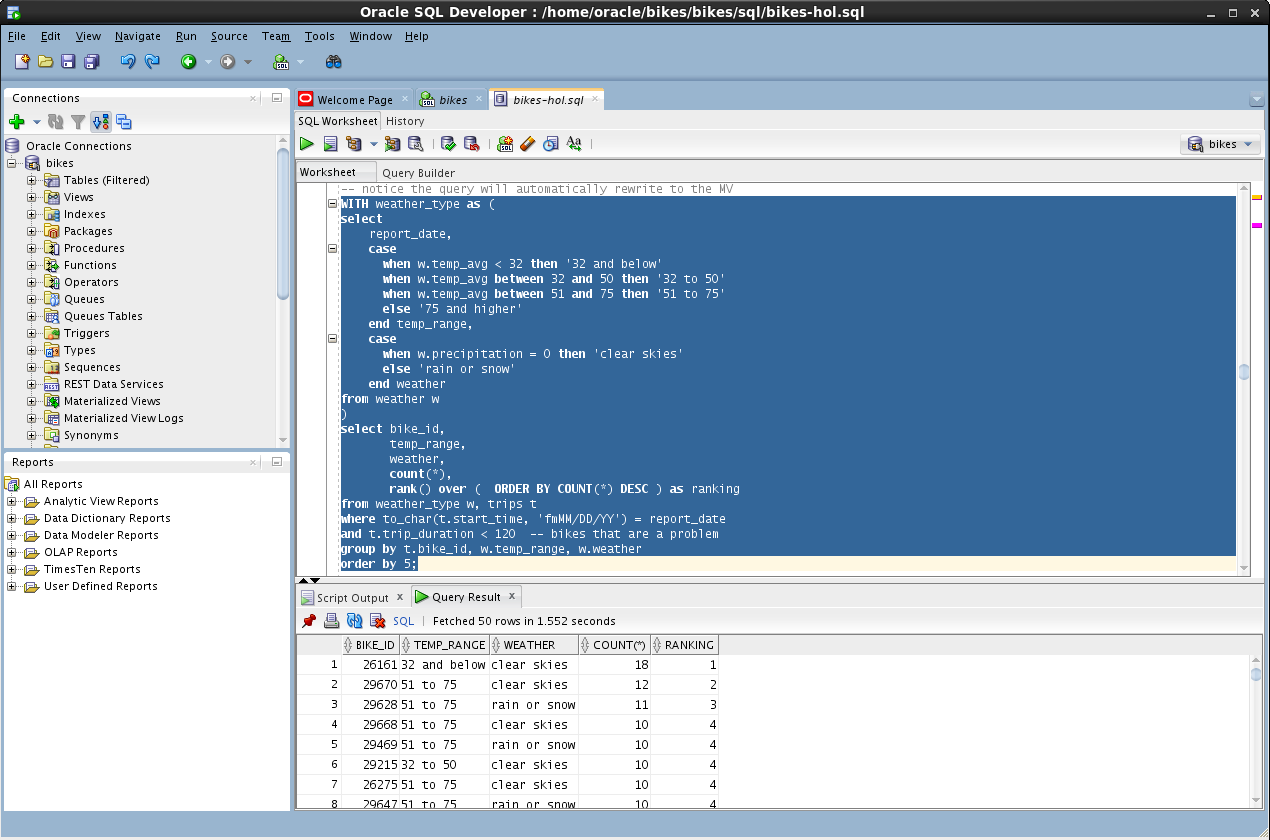 Oracle SQL Developer : /home/oracle/bikes/bikes/sql/bikes-hol.sql
File Edit View Navigate Run Source Team Tools Window Help
Connections
Oracle Connections
bikes
Tables (Filtered)
Views
Indexes
Packages
Procedures
Functions
Operators
Queues
Queues Tables
Triggers
Types
Sequences
REST Data Services
Materialized Views
Materialized View Logs
Synonyms
Reports
All Reports
Analytic View Reports
Data Dictionary Reports
Data Modeler Reports
OLAP Reports
TimesTen Reports
User Defined Reports
Welcome Page bikes bikes-hol.sql
SQL Worksheet History
bikes
Worksheet Query Builder
-- notice the query will automatically rewrite to the MV
WITH weather_type as (
select
report_date,
case
when w.temp_avg < 32 then '32 and below'
when w.temp_avg between 32 and 50 then '32 to 50'
when w.temp_avg between 51 and 75 then '51 to 75'
else '75 and higher'
end temp_range,
case
when w.precipitation = 0 then 'clear skies'
else 'rain or snow'
end weather
from weather w
)
select bike_id,
temp_range,
weather,
count(*),
rank() over (  ORDER BY COUNT(*) DESC ) as ranking
from weather_type w, trips t
where to_char(t.start_time, 'fmMM/DD/YY') = report_date
and t.trip_duration < 120  -- bikes that are a problem
group by t.bike_id, w.temp_range, w.weather
order by 5;
Script Output x Query Result x
SQL | Fetched 50 rows in 1.552 seconds
BIKE_ID TEMP_RANGE WEATHER COUNT(*) RANKING
1 26161 32 and below clear skies 18 1
2 29670 51 to 75 clear skies 12 2
3 29628 51 to 75 rain or snow 11 3
4 29668 51 to 75 clear skies 10 4
5 29469 51 to 75 rain or snow 10 4
6 29215 32 to 50 clear skies 10 4
7 26275 51 to 75 clear skies 10 4
8 29647 51 to 75 rain or snow 10 4